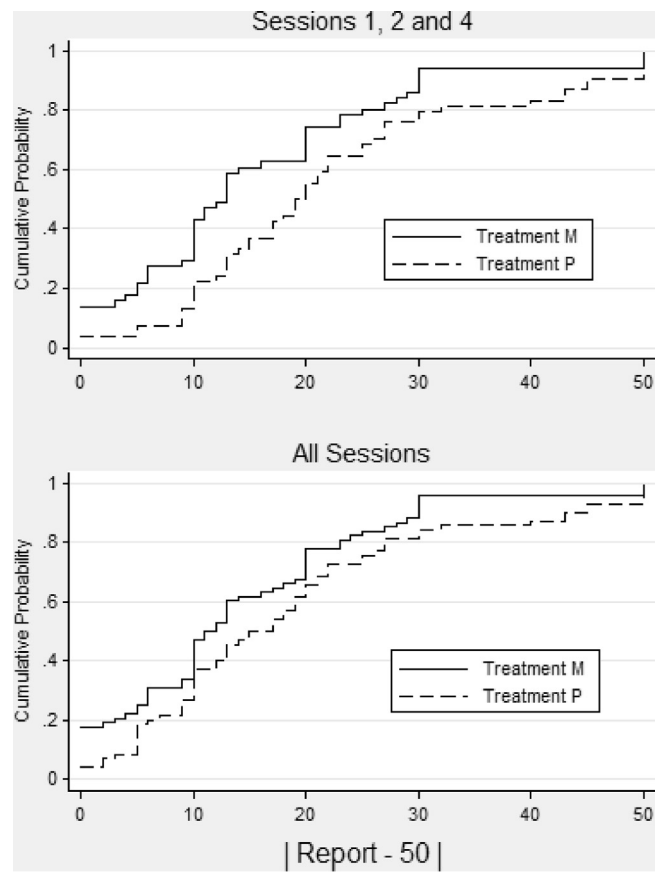 Sessions 1, 2 and 4
Cumulative Probability
1
.8
.6
.4
.2
0
Treatment M
Treatment P
0 10 20 30 40 50
All Sessions
Cumulative Probability
1
.8
.6
.4
.2
0
Treatment M
Treatment P
0 10 20 30 40 50
| Report - 50 |